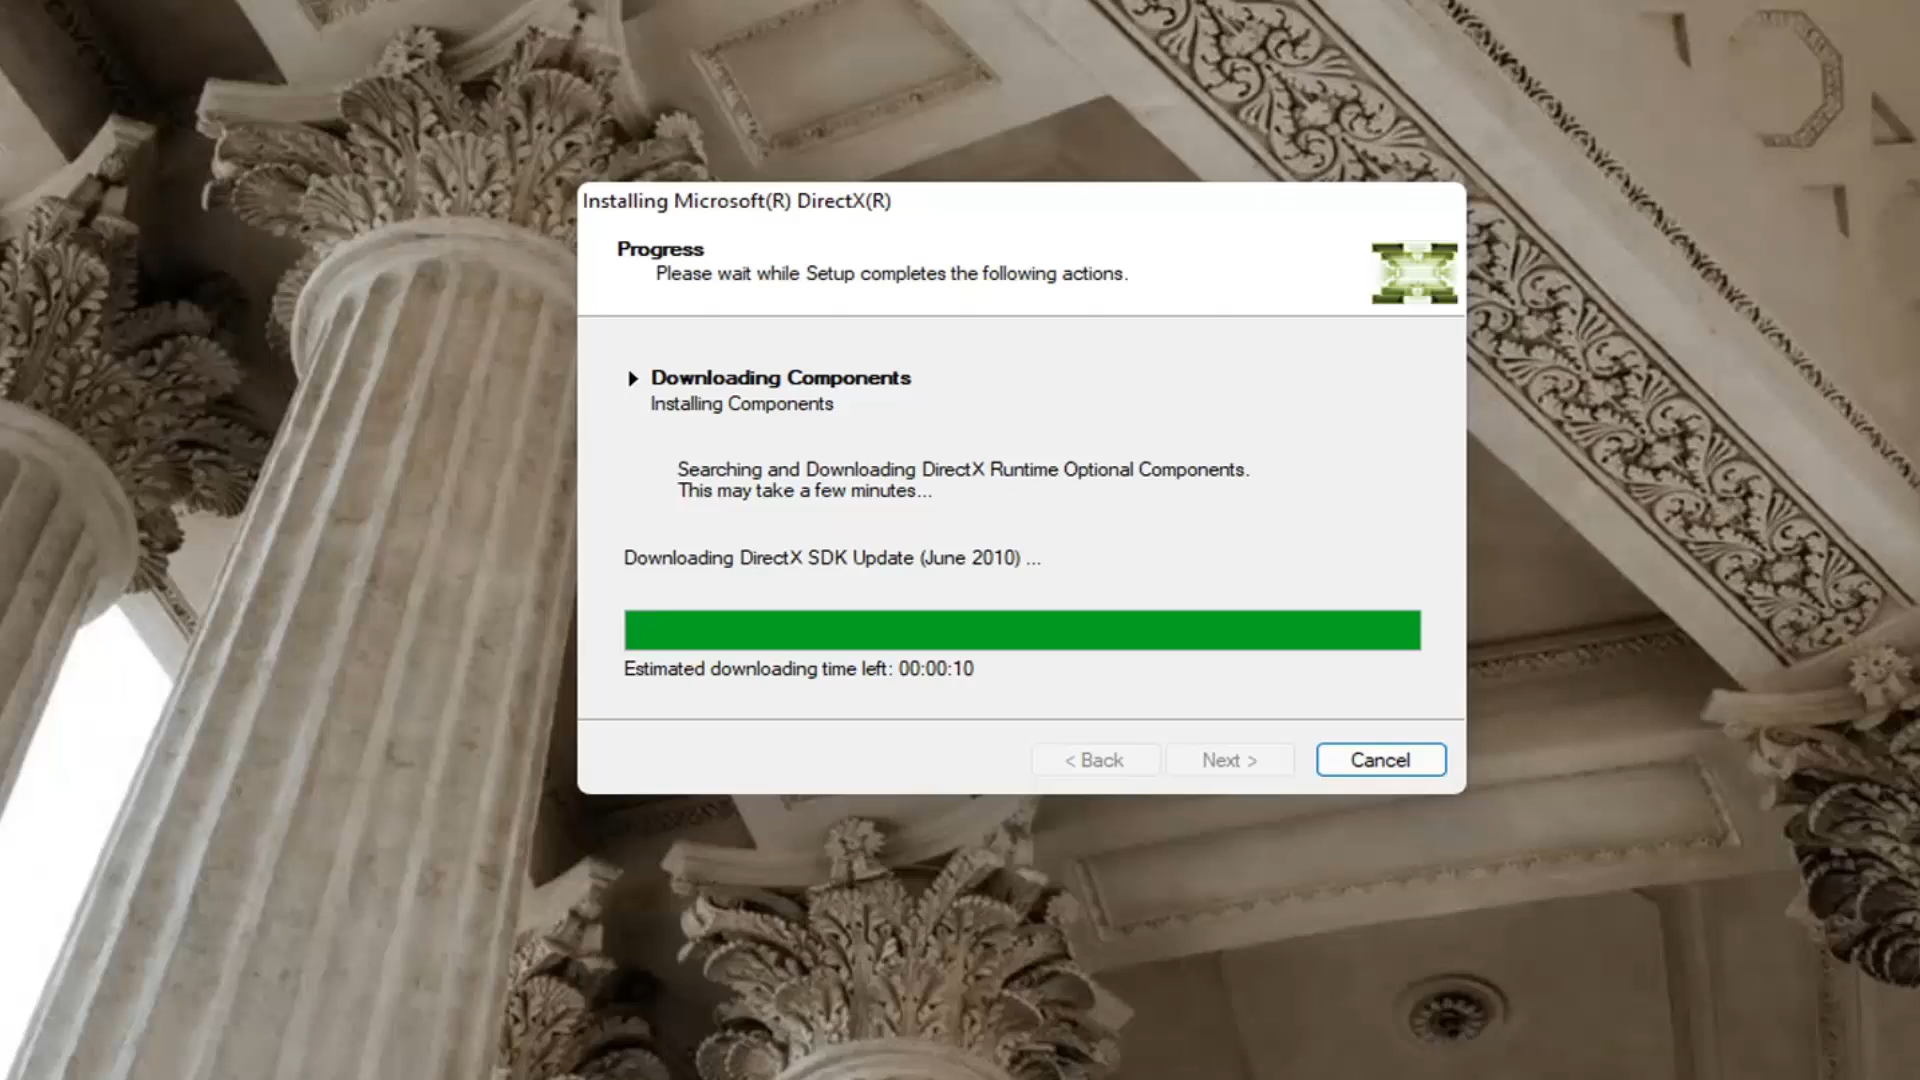 Installing Microsoft(R) DirectX(R)
Progress
Please wait while Setup completes the following actions.
Downloading Components
Installing Components
Searching and Downloading DirectX Runtime Optional Components.
This may take a few minutes...
Downloading DirectX SDK Update (June 2010) ...
Estimated downloading time left: 00:00:10
< Back
Next >
Cancel